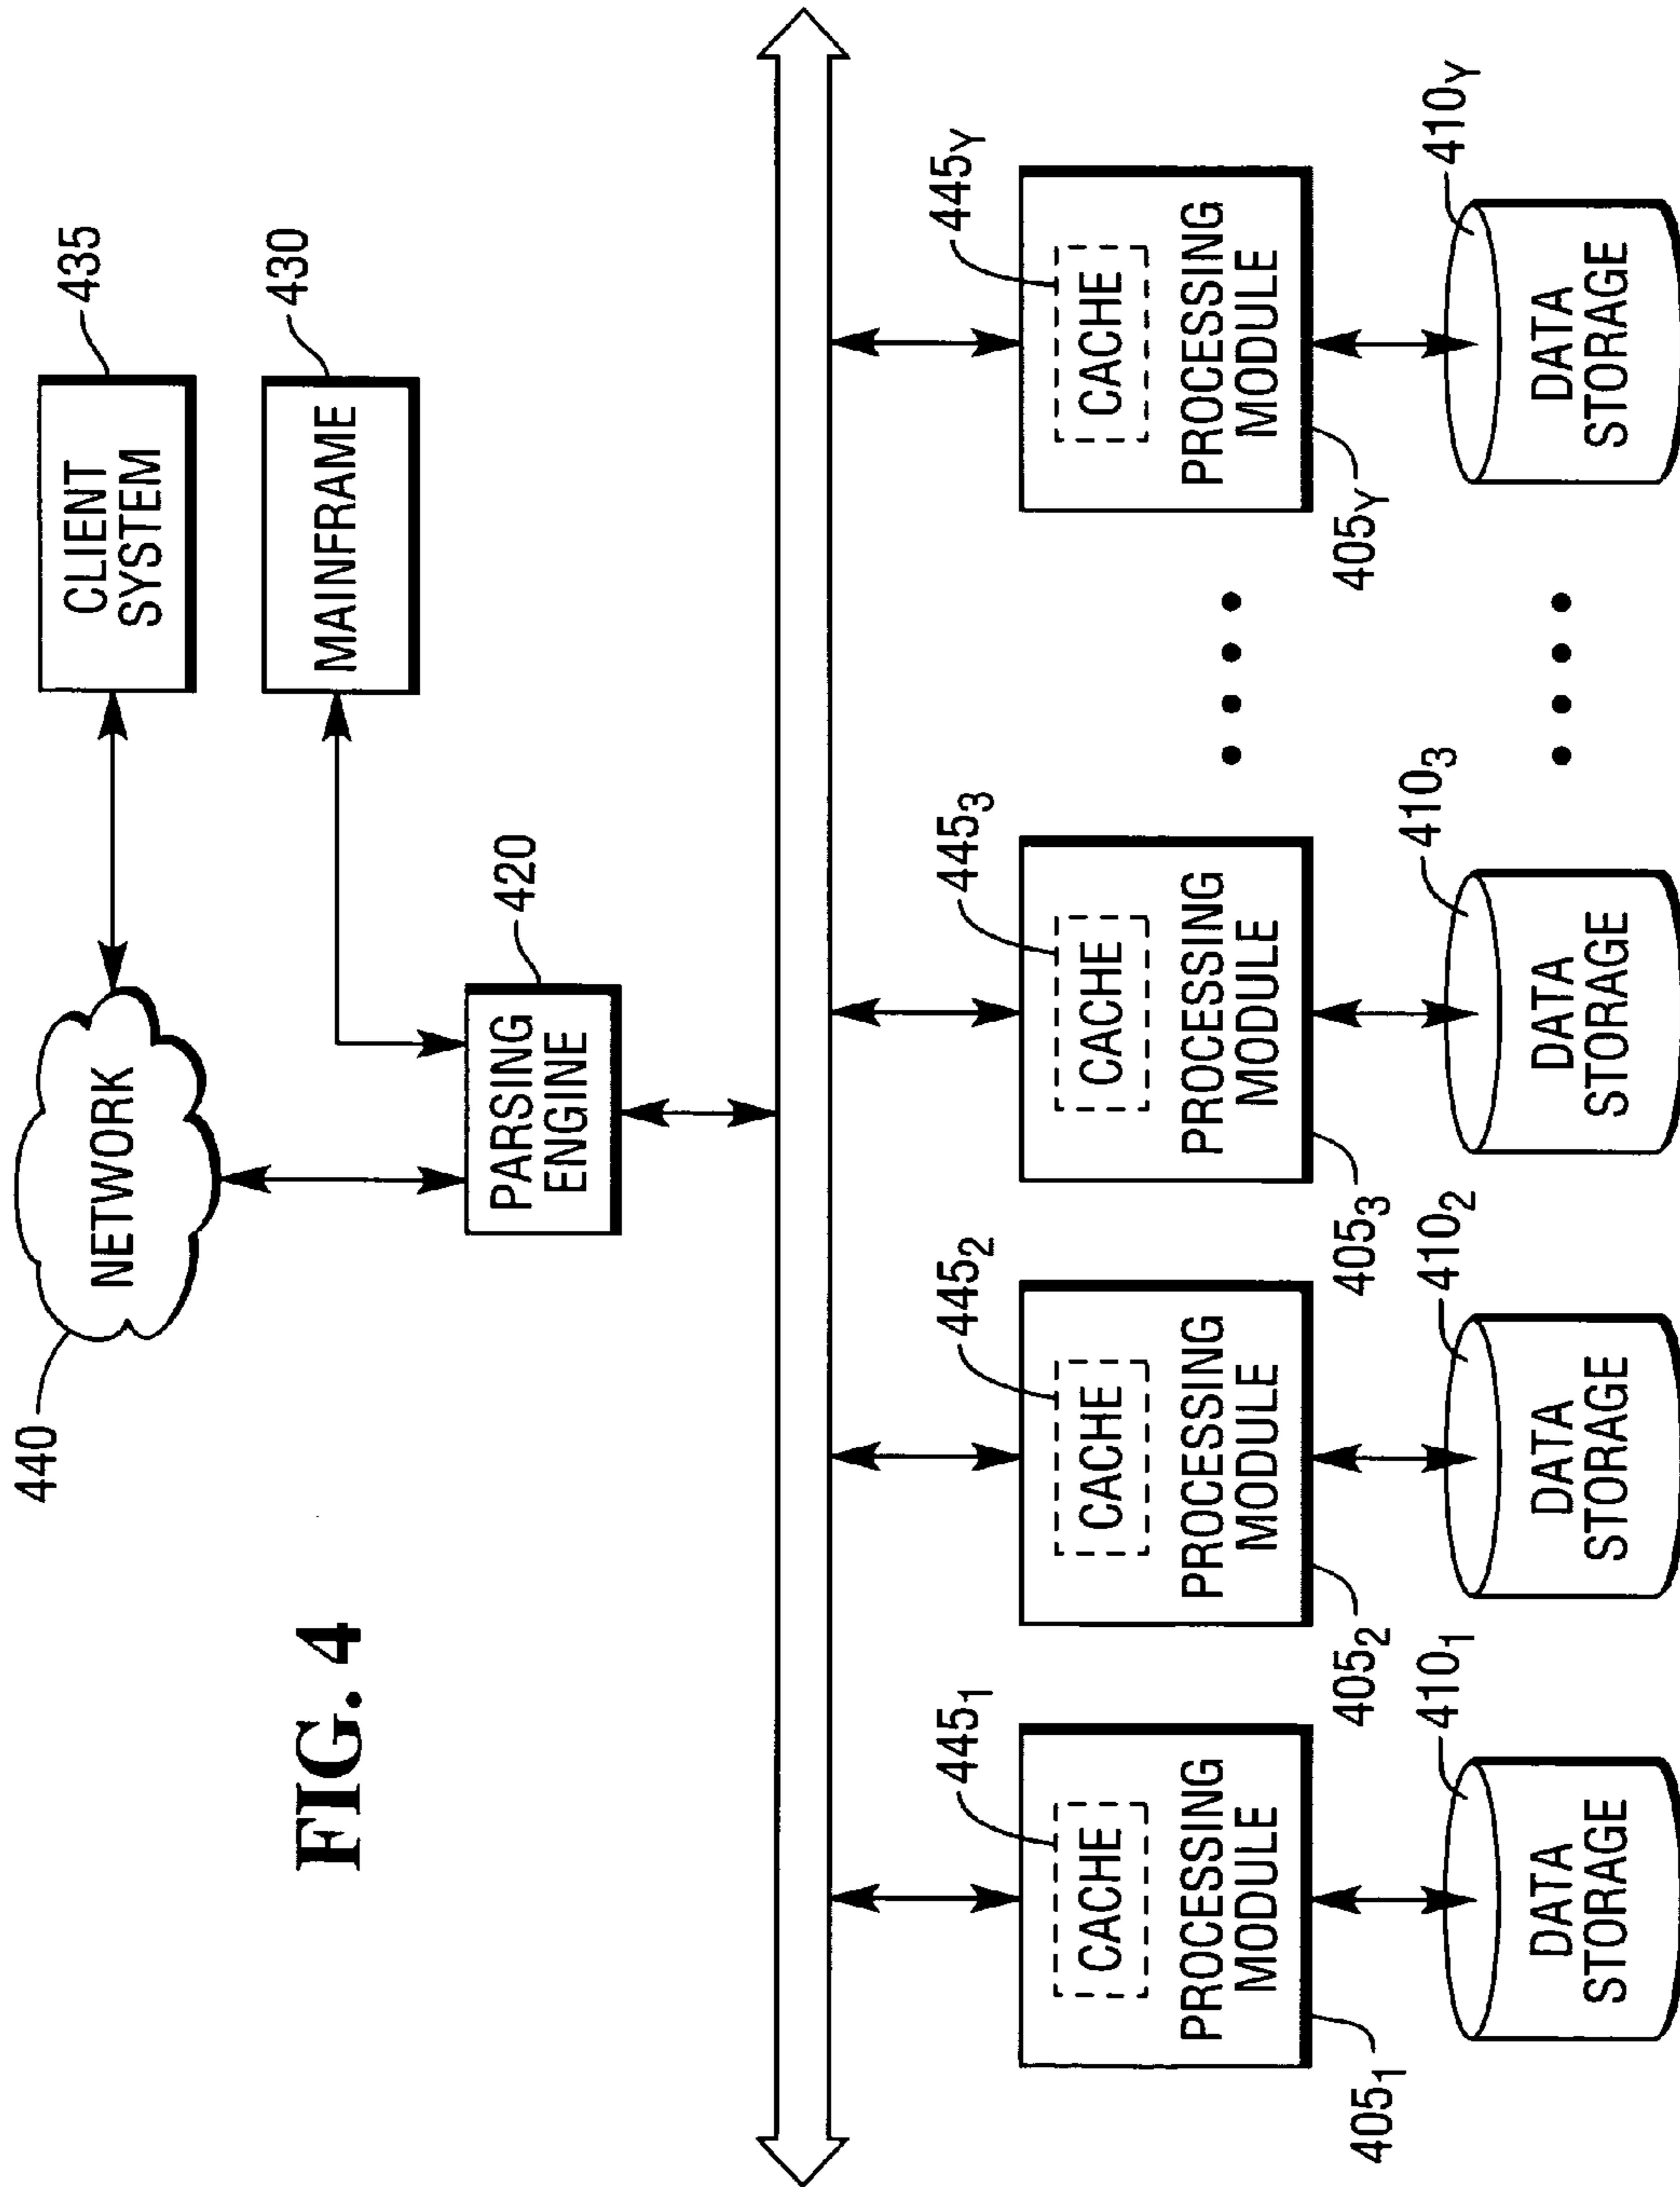 FIG. 4
440
NETWORK
CLIENT
SYSTEM
435
MAINFRAME
430
PARSING
ENGINE
420
445₁
CACHE
PROCESSING
MODULE
405₁
410₁
DATA
STORAGE
445₂
CACHE
PROCESSING
MODULE
405₂
410₂
DATA
STORAGE
445₃
CACHE
PROCESSING
MODULE
405₃
410₃
DATA
STORAGE
445Y
CACHE
PROCESSING
MODULE
405Y
410Y
DATA
STORAGE